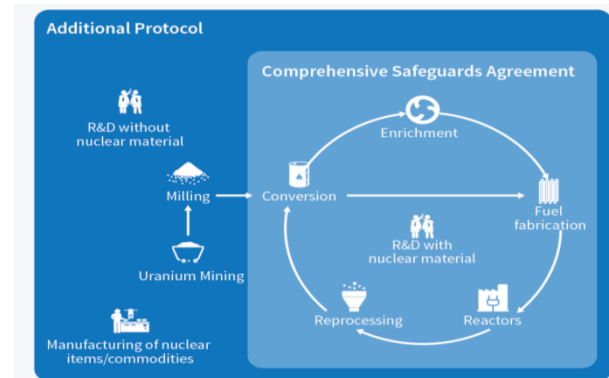 Additional Protocol
Comprehensive Safeguards Agreement
R&D without
nuclear material
Enrichment
Milling
Conversion
Fuel
fabrication
R&D with
nuclear material
Uranium Mining
Reprocessing
Reactors
Manufacturing of nuclear
items/commodities